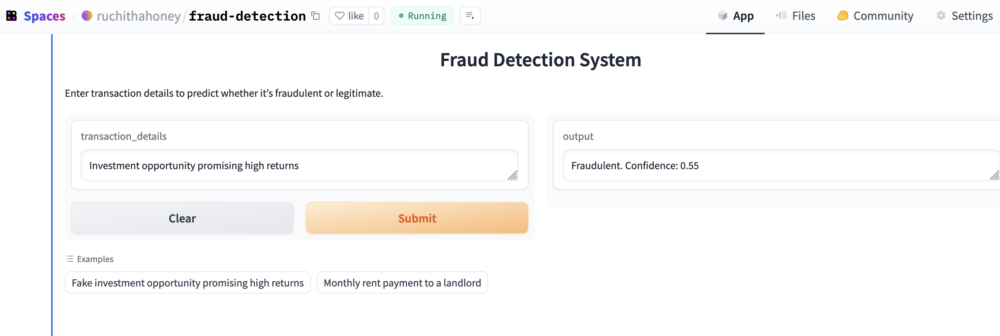 Spaces ruchithahoney/fraud-detection like 0 Running App Files Community Settings
Fraud Detection System
Enter transaction details to predict whether it’s fraudulent or legitimate.
transaction_details
Investment opportunity promising high returns
Clear Submit
output
Fraudulent. Confidence: 0.55
Examples
Fake investment opportunity promising high returns Monthly rent payment to a landlord